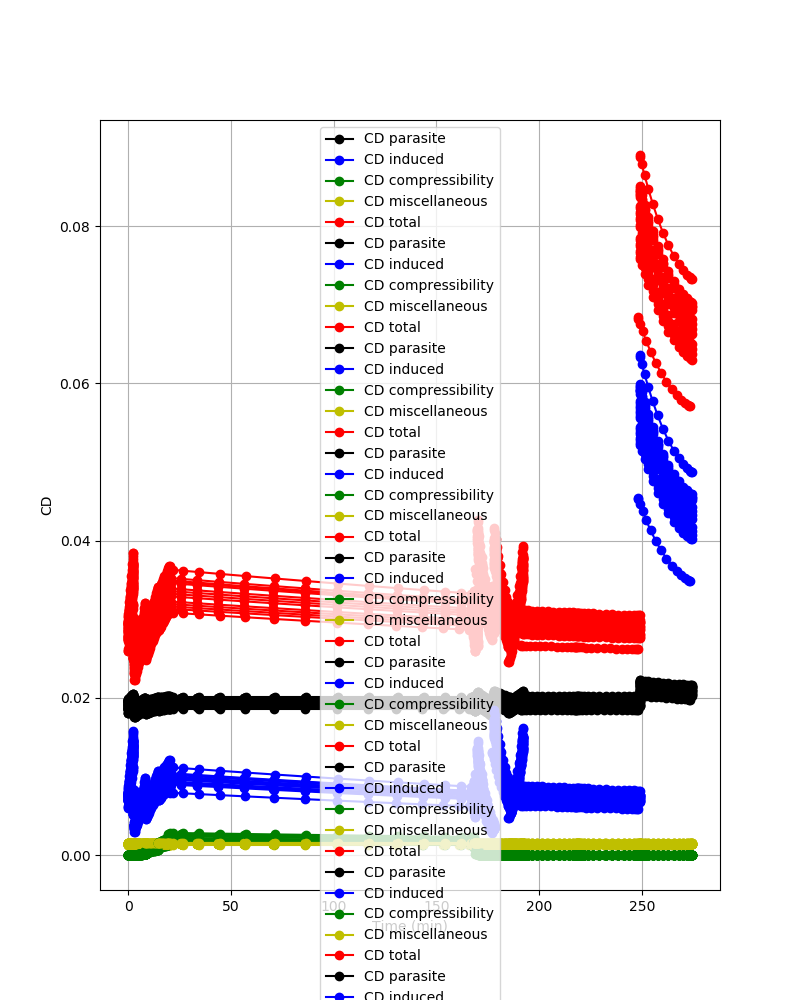 CD parasite
CD induced
CD compressibility
CD miscellaneous
CD total
CD parasite
CD induced
CD compressibility
CD miscellaneous
CD total
CD parasite
CD induced
CD compressibility
CD miscellaneous
CD total
CD parasite
CD induced
CD compressibility
CD miscellaneous
CD total
CD parasite
CD induced
CD compressibility
CD miscellaneous
CD total
CD parasite
CD induced
CD compressibility
CD miscellaneous
CD total
CD parasite
CD induced
CD compressibility
CD miscellaneous
CD total
CD parasite
CD induced
CD compressibility
CD miscellaneous
CD total
CD parasite
CD induced
0.08
0.06
0.04
0.02
0.00
CD
0 50 100 150 200 250
Time (min)